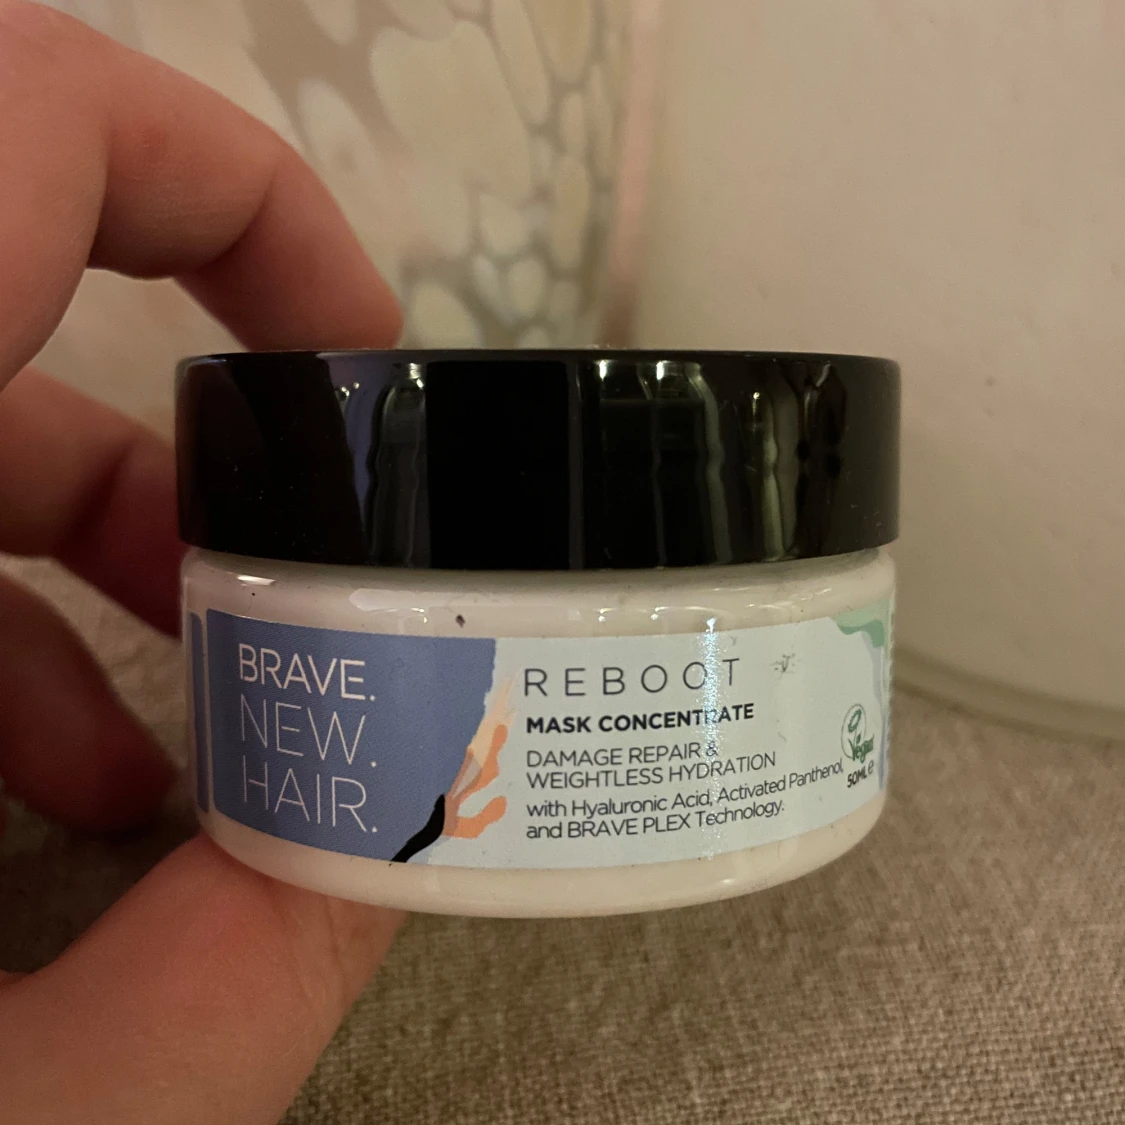 BRAVE.
NEW.
HAIR.
REBOOT
MASK CONCENTRATE
DAMAGE REPAIR &
WEIGHTLESS HYDRATION
with Hyaluronic Acid, Activated Panthenol,
and BRAVE PLEX Technology.
Vegan
50ML e